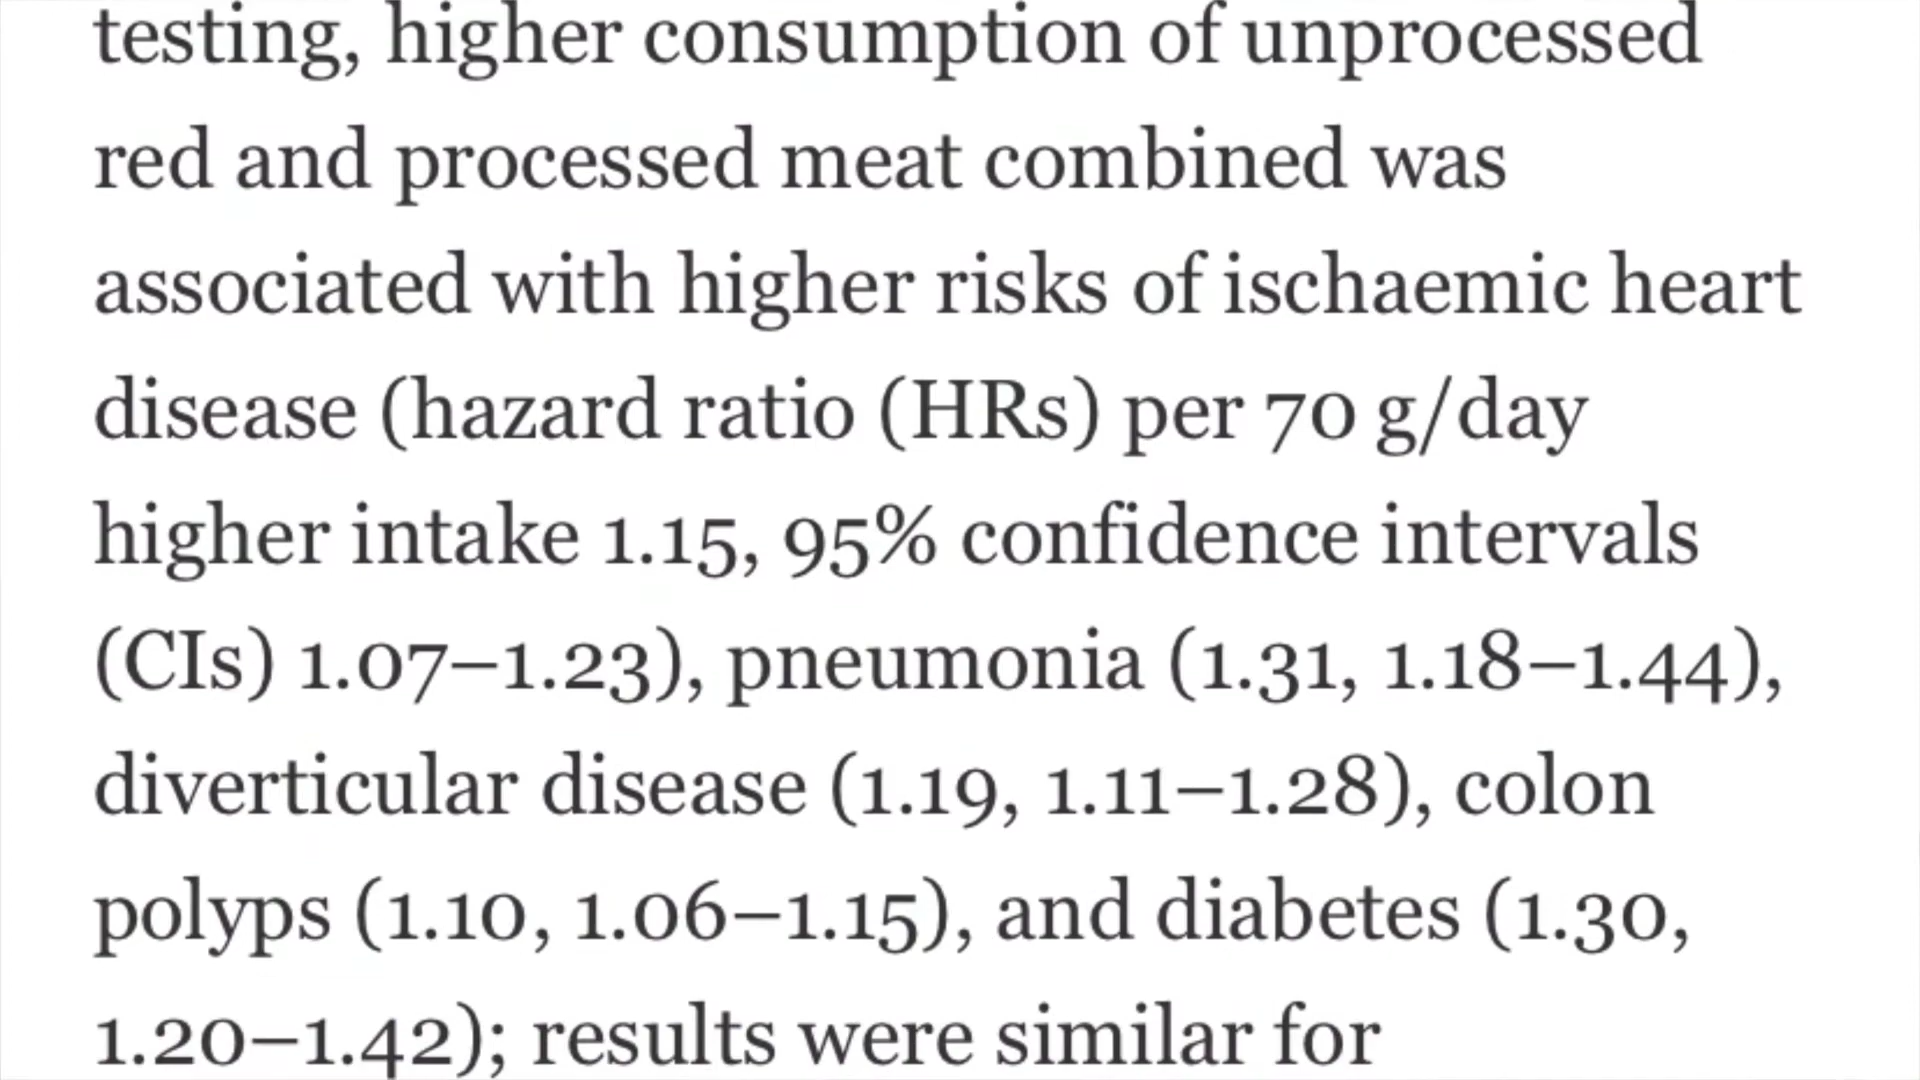 testing, higher consumption of unprocessed
red and processed meat combined was
associated with higher risks of ischaemic heart
disease (hazard ratio (HRs) per 70 g/day
higher intake 1.15, 95% confidence intervals
(CIs) 1.07–1.23), pneumonia (1.31, 1.18–1.44),
diverticular disease (1.19, 1.11–1.28), colon
polyps (1.10, 1.06–1.15), and diabetes (1.30,
1.20–1.42); results were similar for